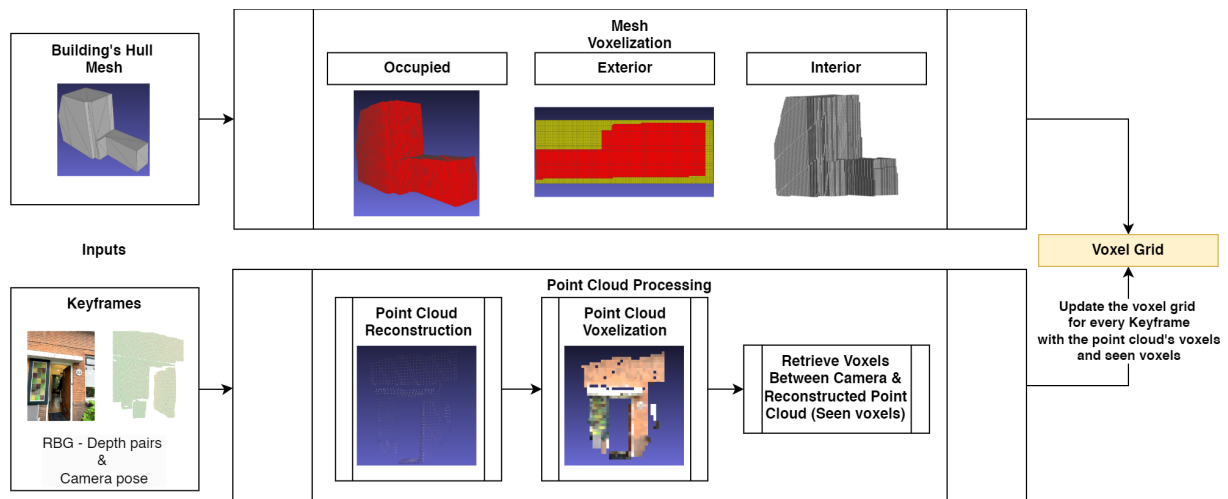 Building's Hull
Mesh
Mesh
Voxelization
Occupied
Exterior
Interior
Inputs
Voxel Grid
Keyframes
RBG - Depth pairs
&
Camera pose
Point Cloud Processing
Point Cloud
Reconstruction
Point Cloud
Voxelization
Retrieve Voxels
Between Camera &
Reconstructed Point
Cloud (Seen voxels)
Update the voxel grid
for every Keyframe
with the point cloud's voxels
and seen voxels